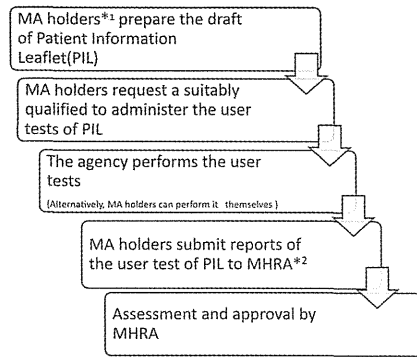 MA holders*1 prepare the draft
of Patient Information
Leaflet(PIL)
MA holders request a suitably
qualified to administer the user
tests of PIL
The agency performs the user
tests
(Alternatively, MA holders can perform it themselves )
MA holders submit reports of
the user test of PIL to MHRA*2
Assessment and approval by
MHRA